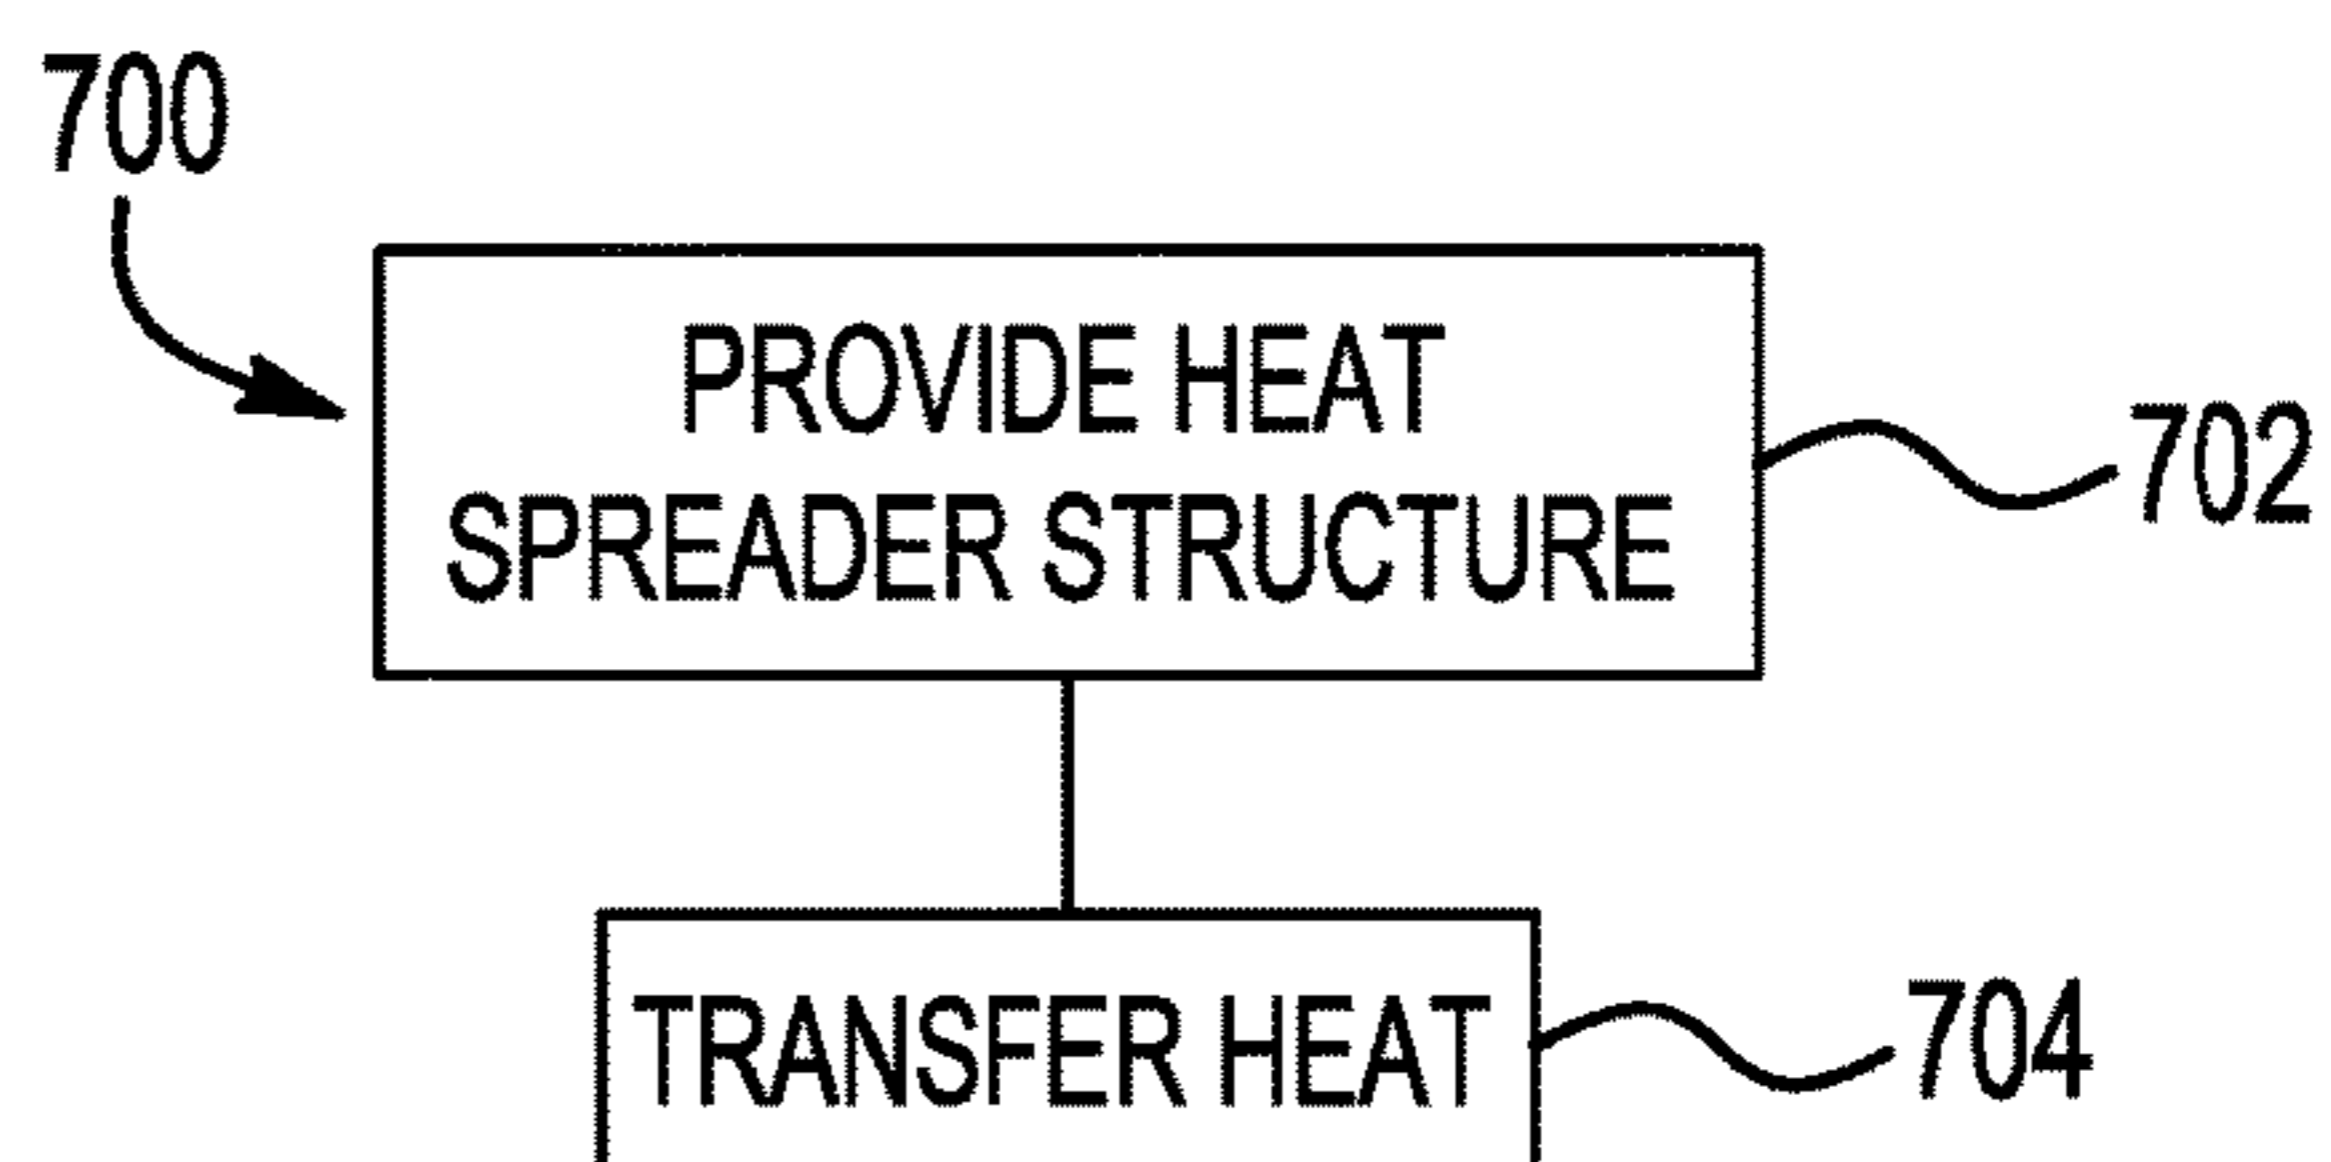 700
PROVIDE HEAT
SPREADER STRUCTURE
702
TRANSFER HEAT
704